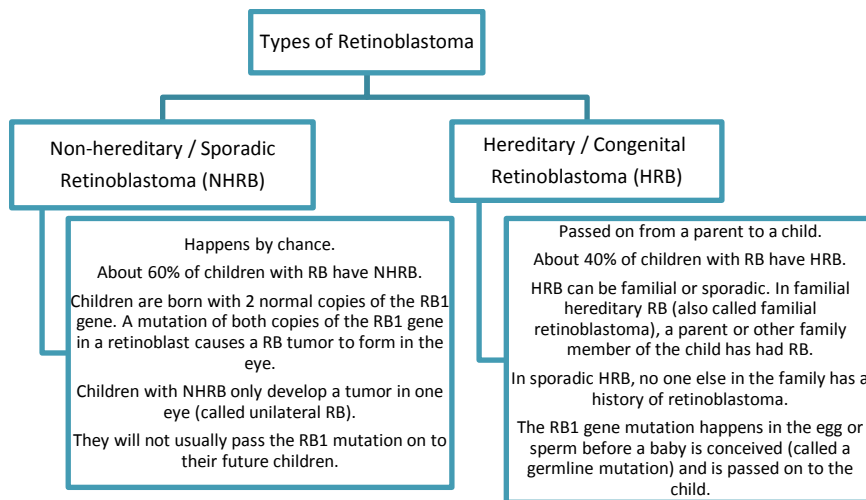 Types of Retinoblastoma
Non-hereditary / Sporadic
Retinoblastoma (NHRB)
Happens by chance.
About 60% of children with RB have NHRB.
Children are born with 2 normal copies of the RB1
gene. A mutation of both copies of the RB1 gene
in a retinoblast causes a RB tumor to form in the
eye.
Children with NHRB only develop a tumor in one
eye (called unilateral RB).
They will not usually pass the RB1 mutation on to
their future children.
Hereditary / Congenital
Retinoblastoma (HRB)
Passed on from a parent to a child.
About 40% of children with RB have HRB.
HRB can be familial or sporadic. In familial
hereditary RB (also called familial
retinoblastoma), a parent or other family
member of the child has had RB.
In sporadic HRB, no one else in the family has a
history of retinoblastoma.
The RB1 gene mutation happens in the egg or
sperm before a baby is conceived (called a
germline mutation) and is passed on to the
child.